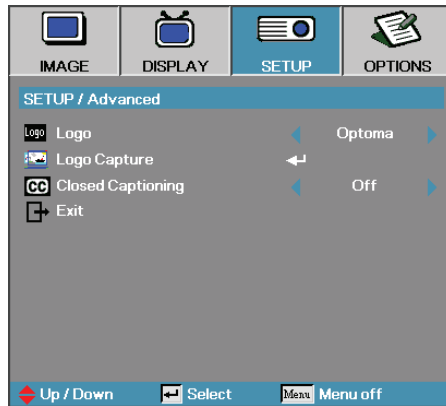 IMAGE DISPLAY SETUP OPTIONS
SETUP / Advanced
Logo Logo Optoma
Logo Capture
CC Closed Captioning Off
Exit
Up / Down Select Menu Menu off